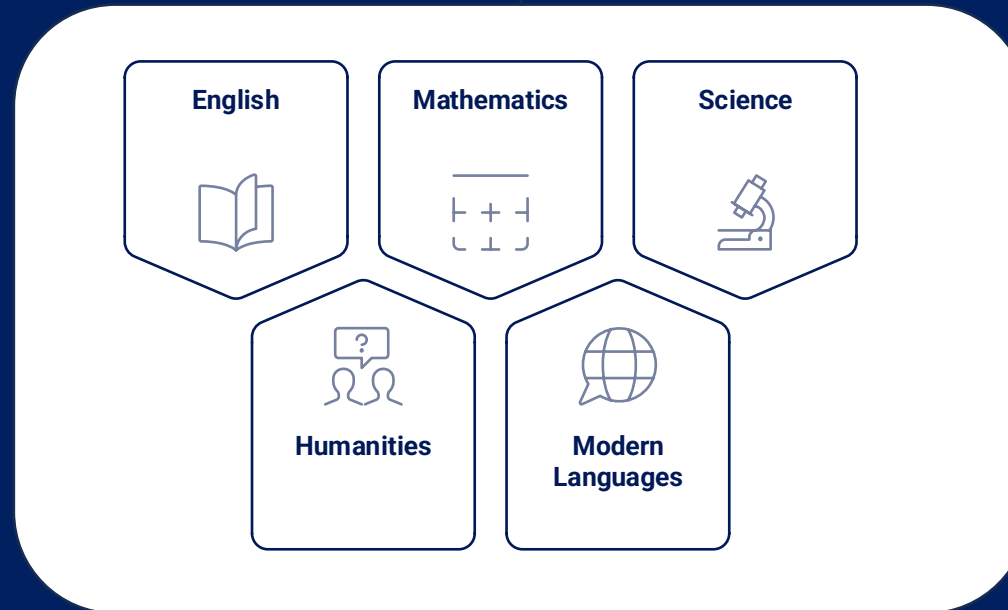 English
Mathematics
Science
?
Humanities
Modern
Languages